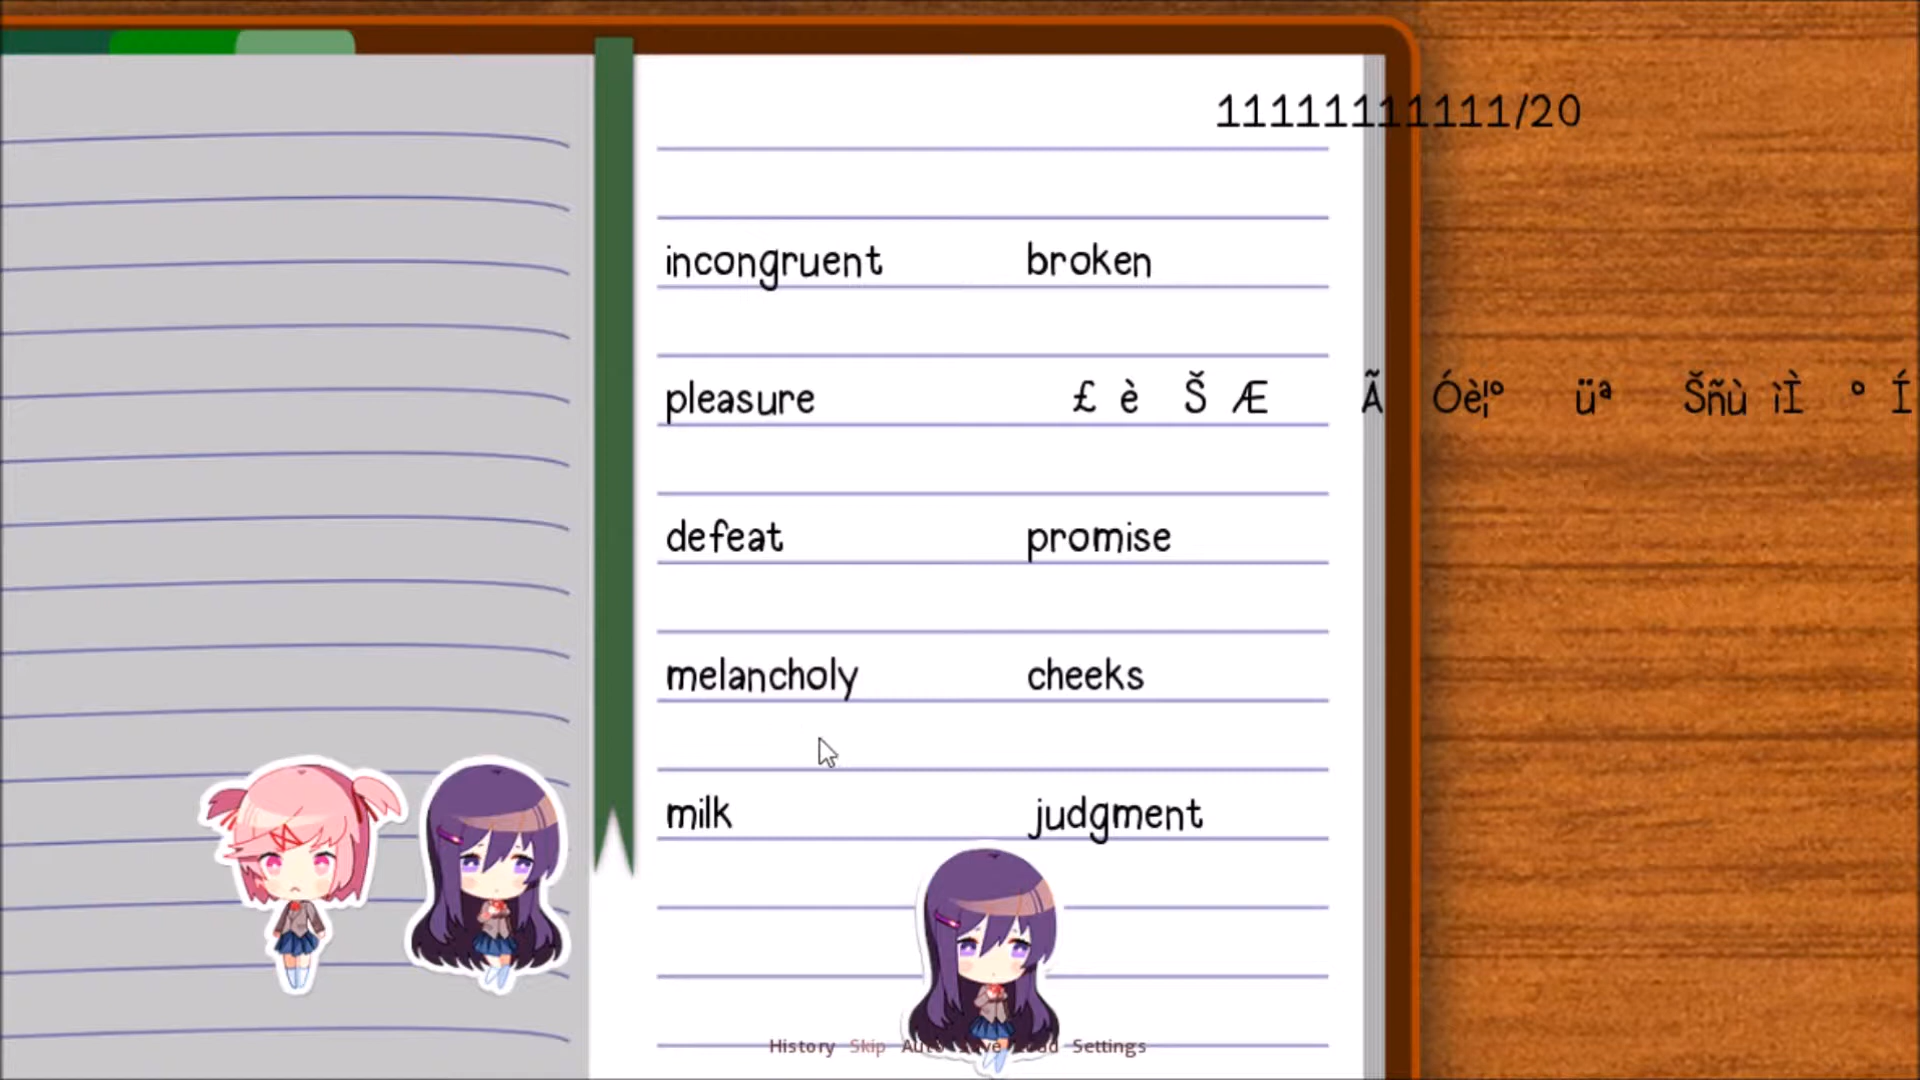 11111111111/20
incongruent broken
pleasure £ è Š Æ Ã Óè¦º üª Šñù ìÌ º Í
defeat promise
melancholy cheeks
milk judgment
History Skip Settings